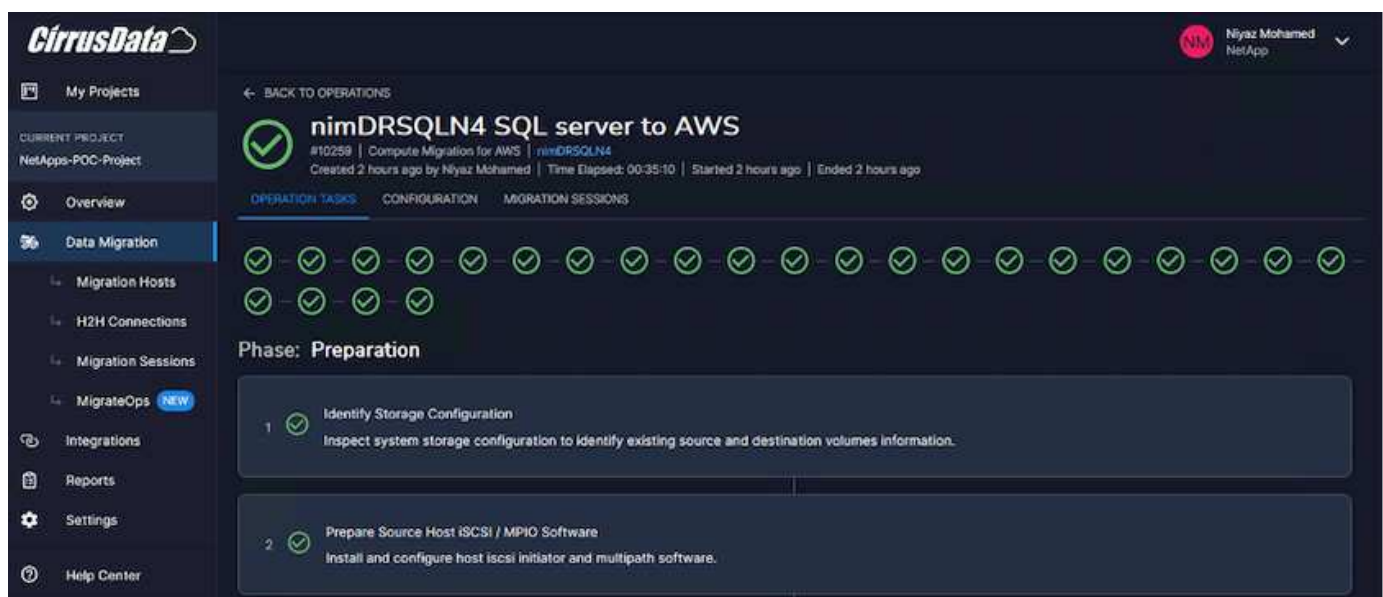 CirrusData
NM
Niyaz Mohamed
NetApp
My Projects
CURRENT PROJECT
NetApps-POC-Project
Overview
Data Migration
Migration Hosts
H2H Connections
Migration Sessions
MigrateOps NEW
Integrations
Reports
Settings
Help Center
← BACK TO OPERATIONS
nimDRSQLN4 SQL server to AWS
#10259 | Compute Migration for AWS | nimDRSQLN4
Created 2 hours ago by Niyaz Mohamed | Time Elapsed: 00:35:10 | Started 2 hours ago | Ended 2 hours ago
OPERATION TASKS CONFIGURATION MIGRATION SESSIONS
Phase: Preparation
1 Identify Storage Configuration
Inspect system storage configuration to identify existing source and destination volumes information.
2 Prepare Source Host iSCSI / MPIO Software
Install and configure host iscsi initiator and multipath software.